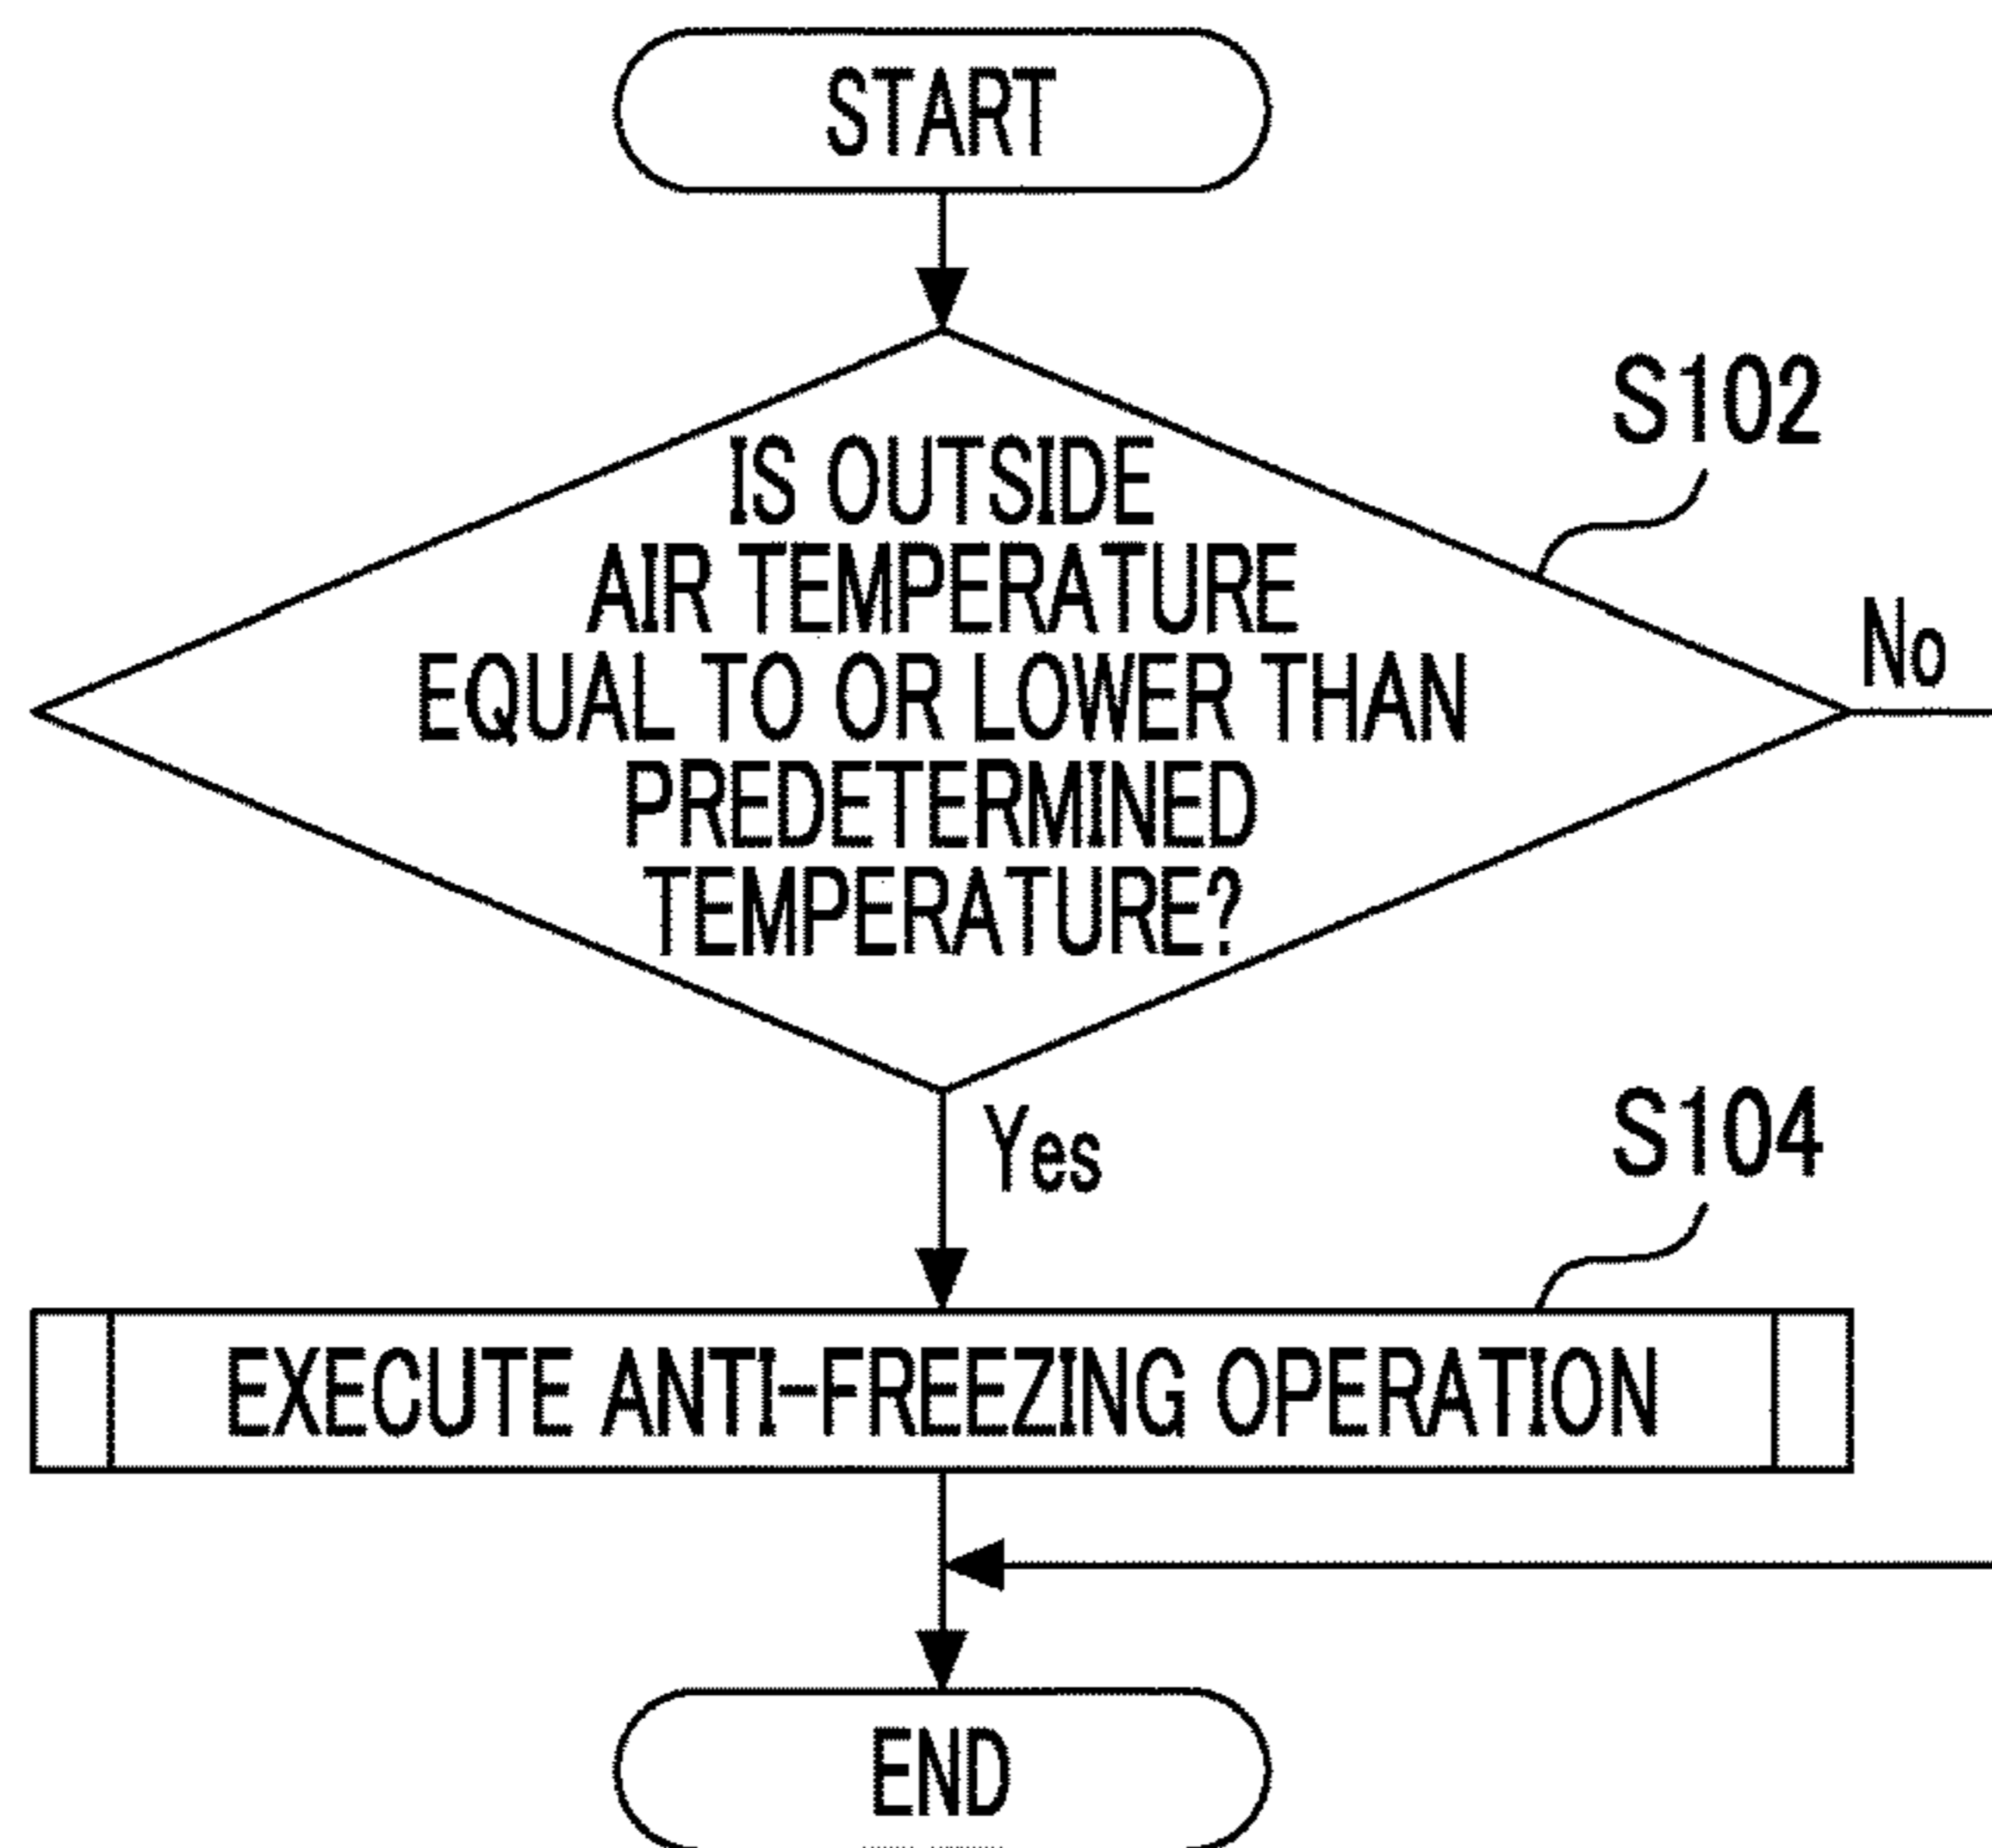 START
S102
IS OUTSIDE
AIR TEMPERATURE
EQUAL TO OR LOWER THAN
PREDETERMINED
TEMPERATURE?
No
Yes
S104
EXECUTE ANTI-FREEZING OPERATION
END